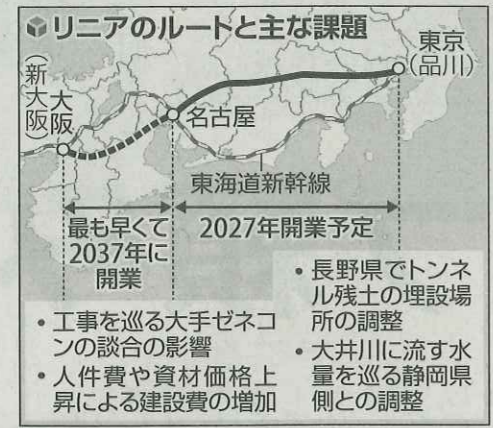 リニアのルートと主な課題
東京
(品川)
(新大阪)
大阪
名古屋
東海道新幹線
最も早くて
2037年に
開業
2027年開業予定
• 工事を巡る大手ゼネコ
ンの談合の影響
• 人件費や資材価格上
昇による建設費の増加
• 長野県でトンネ
ル残土の埋設場
所の調整
• 大井川に流す水
量を巡る静岡県
側との調整